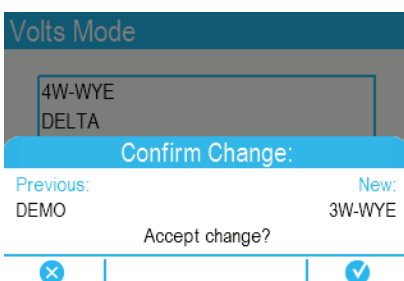 Volts Mode
4W-WYE
DELTA
Confirm Change:
Previous: New:
DEMO 3W-WYE
Accept change?